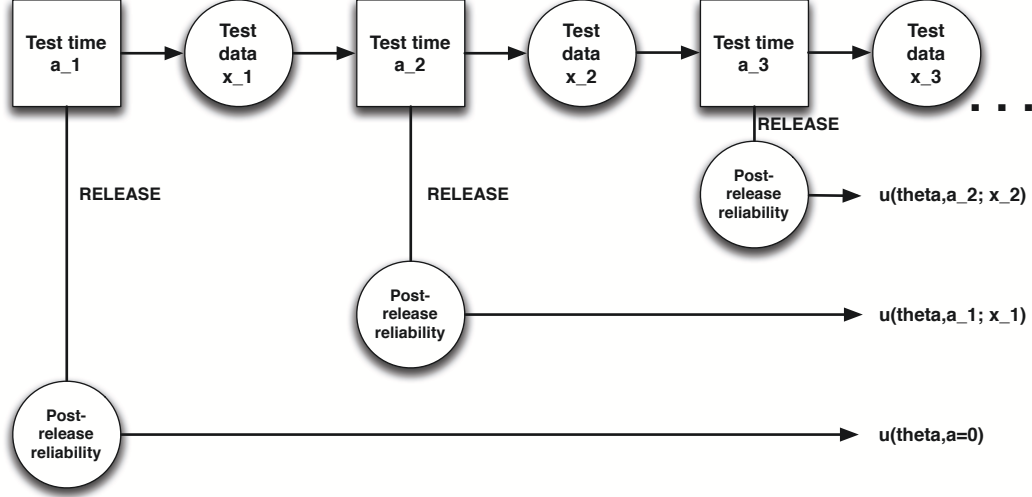 Test time
a_1
Test
data
x_1
Test time
a_2
Test
data
x_2
Test time
a_3
Test
data
x_3
. . .
RELEASE
RELEASE
RELEASE
Post-
release
reliability
u(theta,a_2; x_2)
Post-
release
reliability
u(theta,a_1; x_1)
Post-
release
reliability
u(theta,a=0)